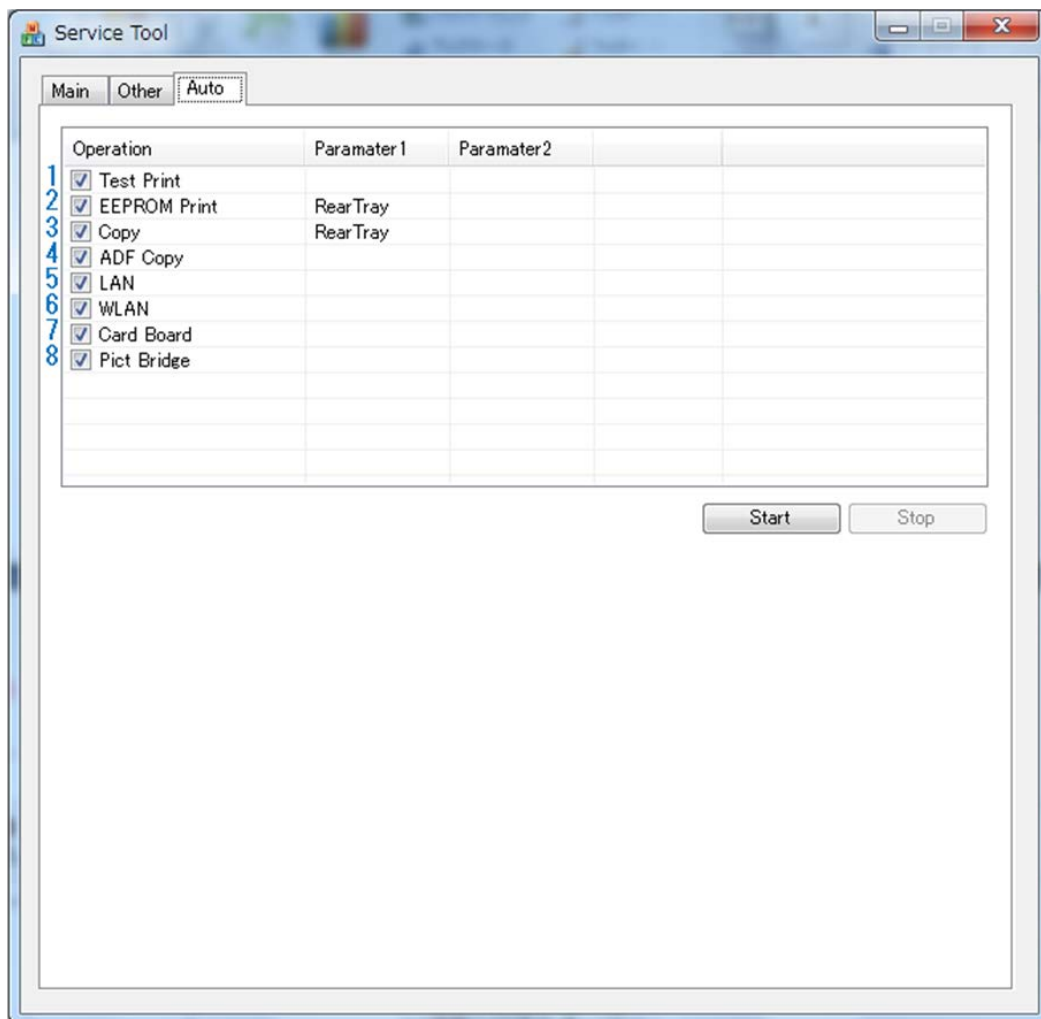 Service Tool
Main Other Auto
Operation Paramater1 Paramater2
1 Test Print
2 EEPROM Print RearTray
3 Copy RearTray
4 ADF Copy
5 LAN
6 WLAN
7 Card Board
8 Pict Bridge
Start Stop